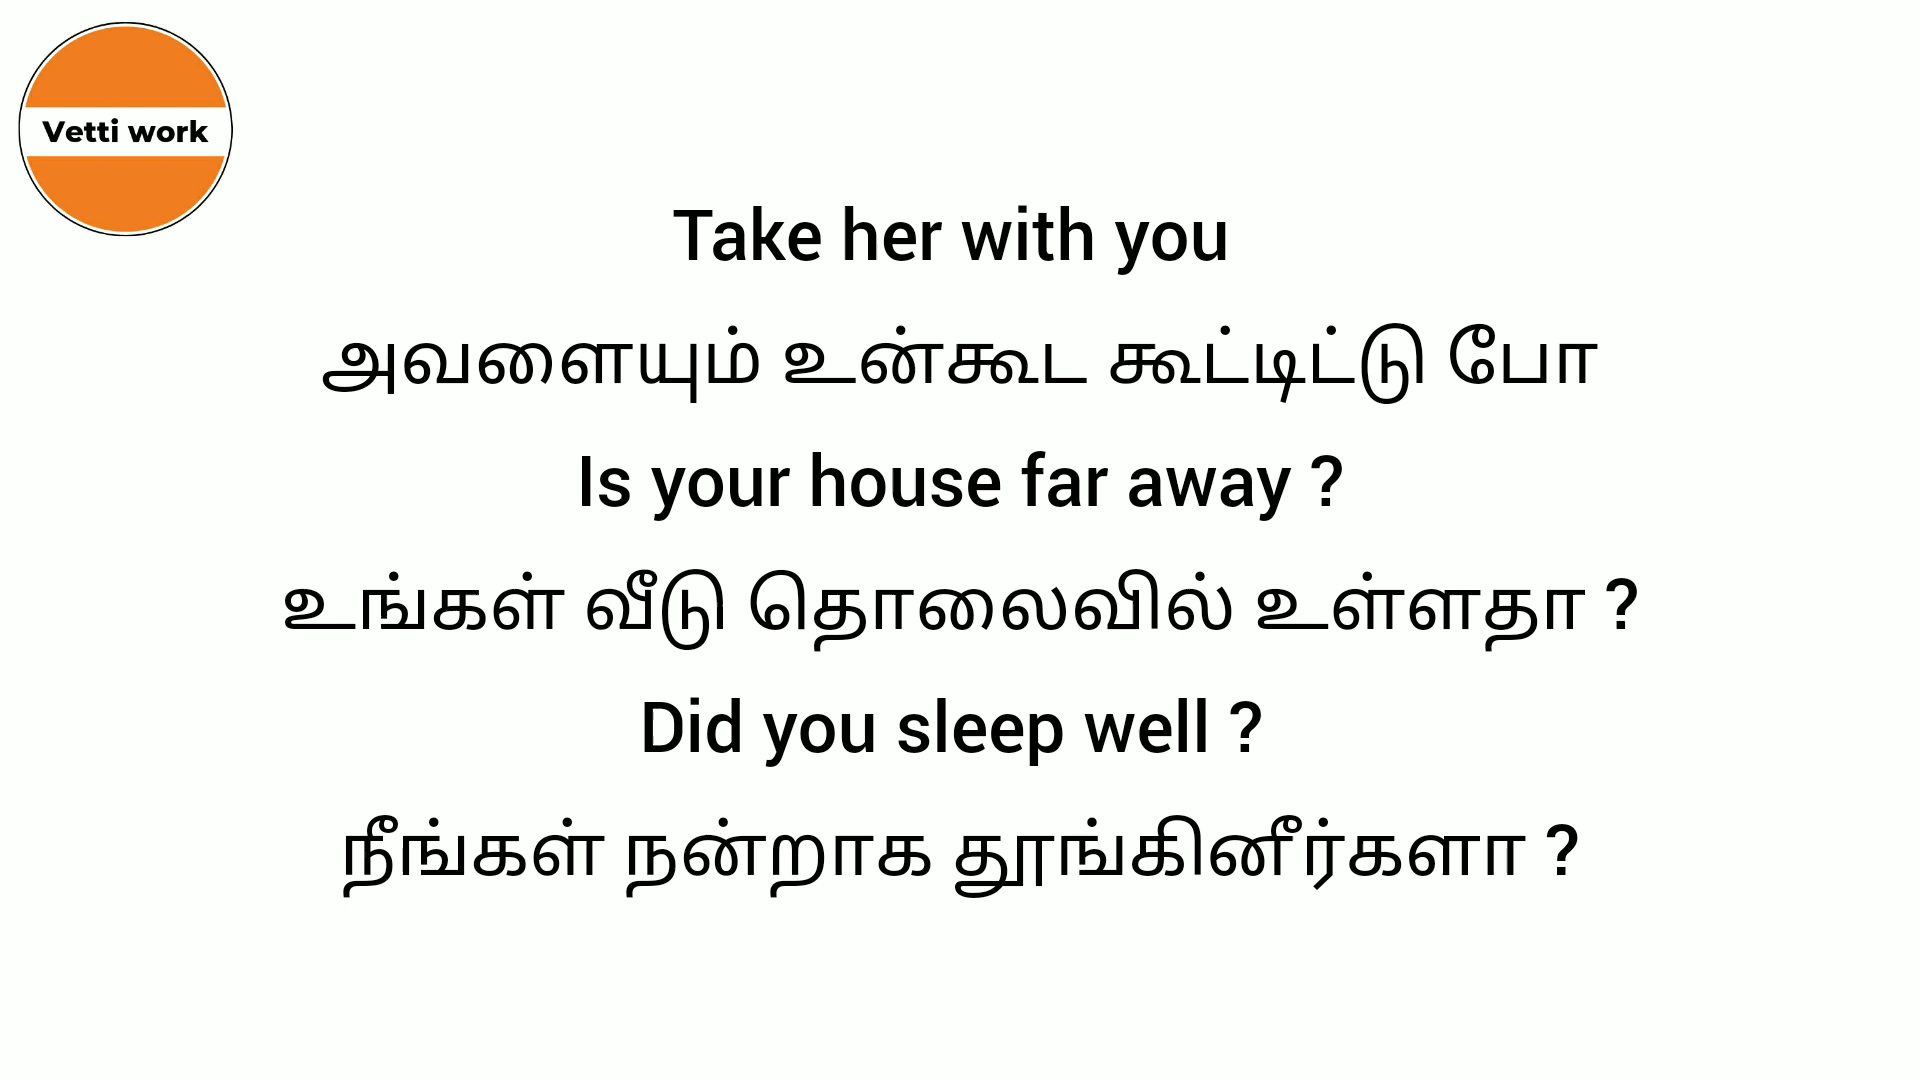 Vetti work
Take her with you
அவளையும் உன்கூட கூட்டிட்டு போ
Is your house far away ?
உங்கள் வீடு தொலைவில் உள்ளதா ?
Did you sleep well ?
நீங்கள் நன்றாக தூங்கினீர்களா ?